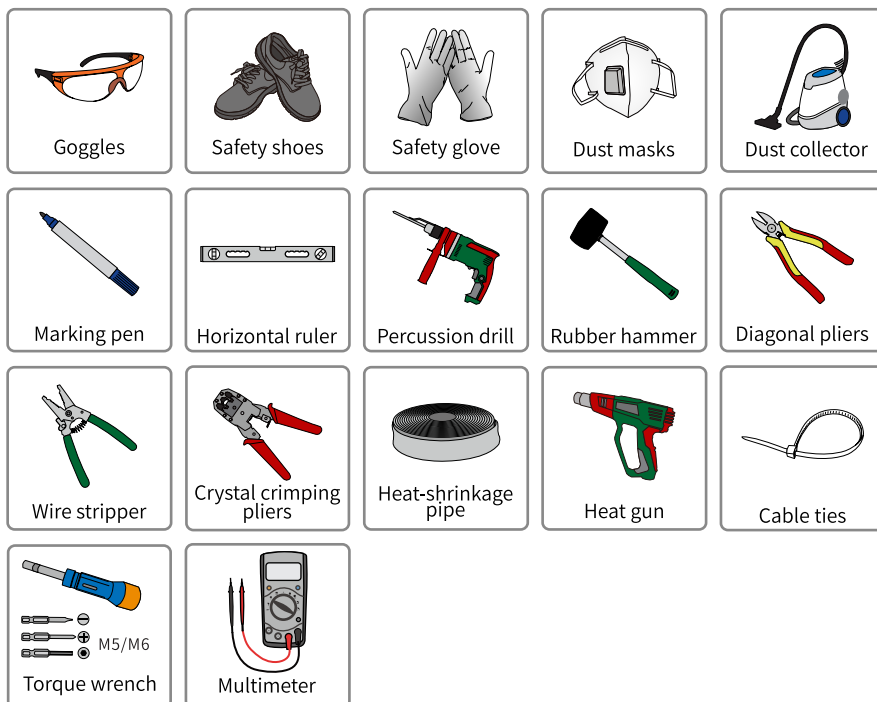 Goggles
Safety shoes
Safety glove
Dust masks
Dust collector
Marking pen
Horizontal ruler
Percussion drill
Rubber hammer
Diagonal pliers
Wire stripper
Crystal crimping
pliers
Heat-shrinkage
pipe
Heat gun
Cable ties
M5/M6
Torque wrench
Multimeter